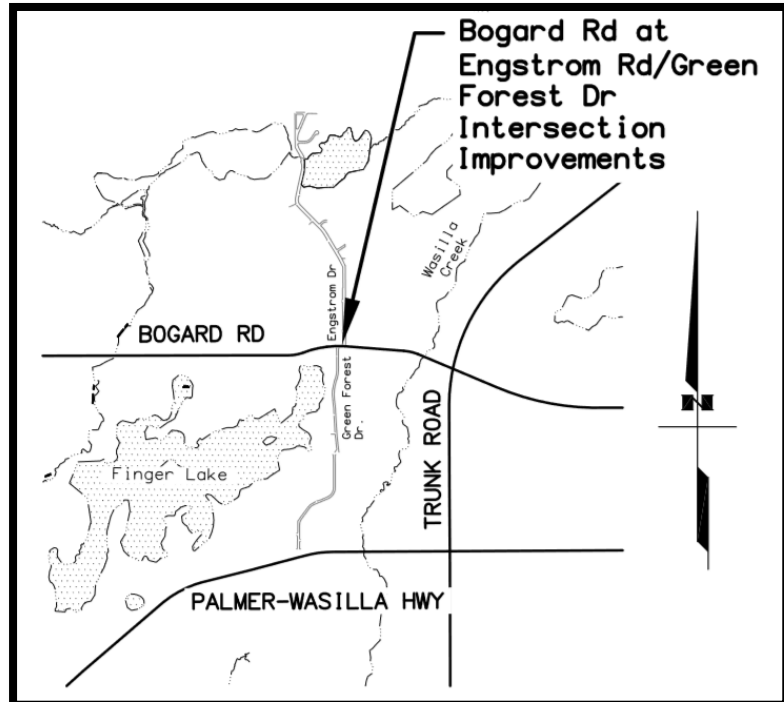 Bogard Rd at
Engstrom Rd/Green
Forest Dr
Intersection
Improvements
Wasilla
Creek
Engstrom Dr
BOGARD RD
Green Forest
Dr.
Finger Lake
TRUNK ROAD
PALMER-WASILLA HWY
N